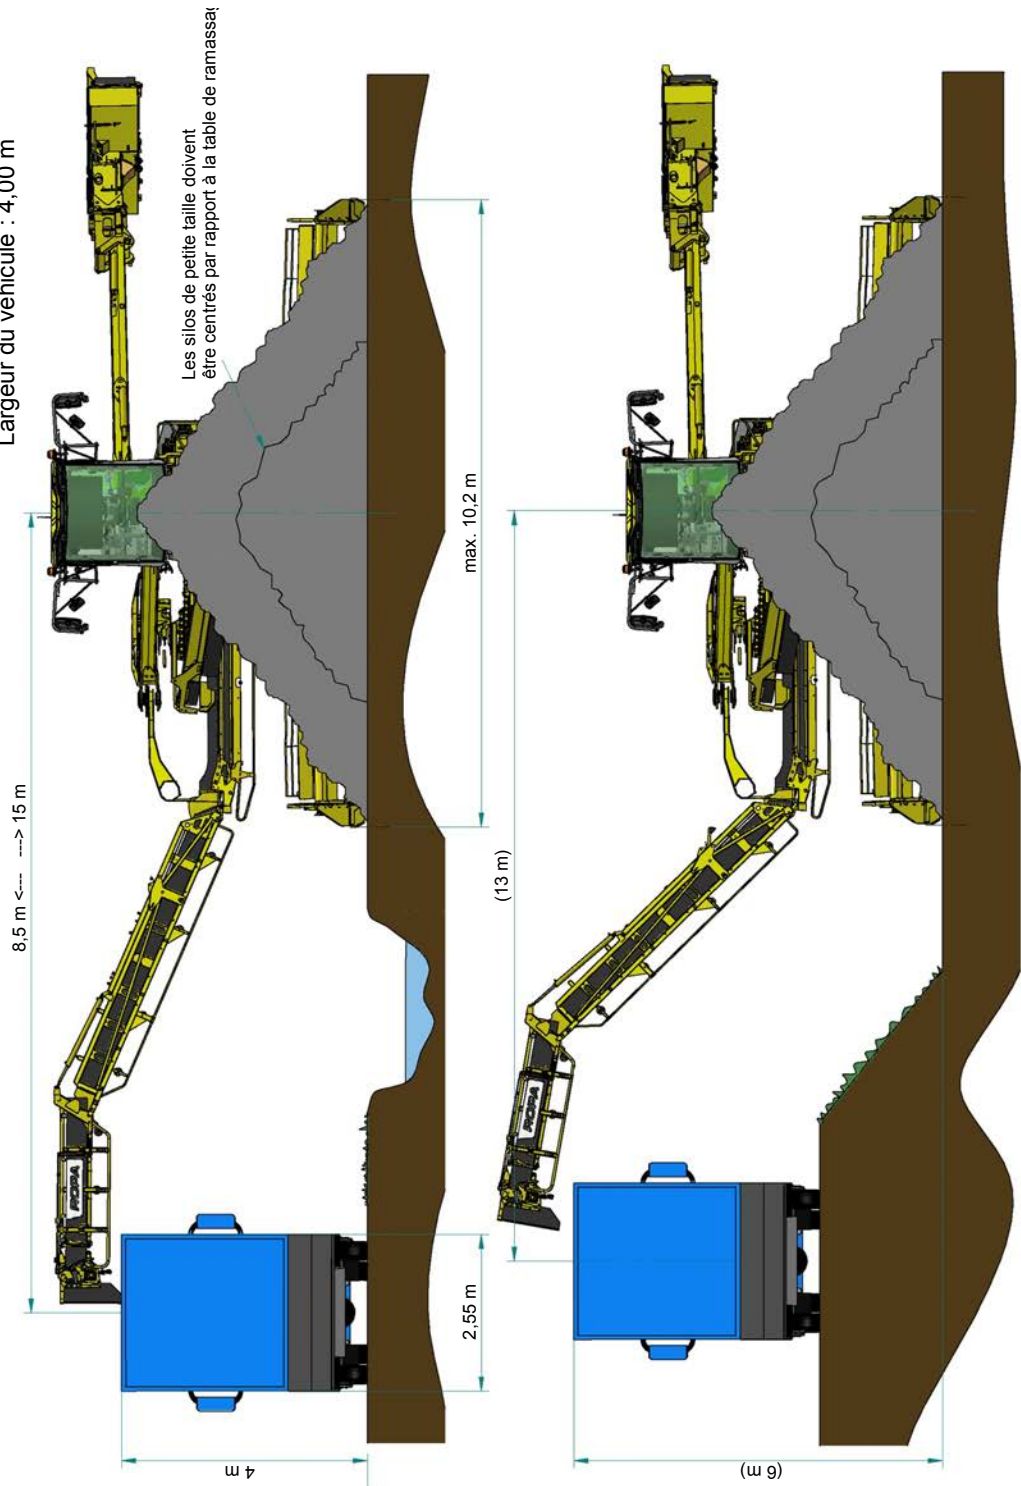 Largeur du véhicule : 4,00 m
Les silos de petite taille doivent
être centrés par rapport à la table de ramassag
8,5 m <--- ---> 15 m
max. 10,2 m
ROPA
2,55 m
4 m
(13 m)
ROPA
(6 m)